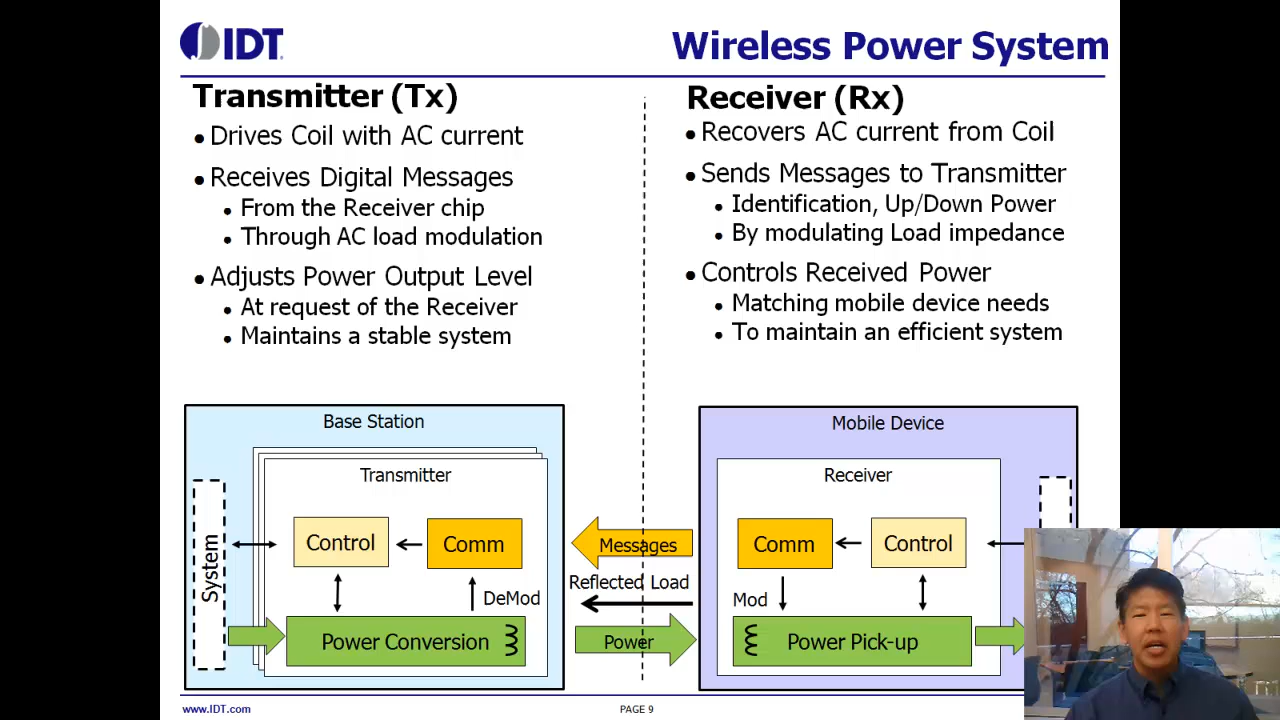 IDT
Wireless Power System
Transmitter (Tx)
Drives Coil with AC current
Receives Digital Messages
From the Receiver chip
Through AC load modulation
Adjusts Power Output Level
At request of the Receiver
Maintains a stable system
Receiver (Rx)
Recovers AC current from Coil
Sends Messages to Transmitter
Identification, Up/Down Power
By modulating Load impedance
Controls Received Power
Matching mobile device needs
To maintain an efficient system
Base Station
Transmitter
System
Control
Comm
DeMod
Power Conversion
Messages
Reflected Load
Power
Mobile Device
Receiver
Comm
Control
Mod
Power Pick-up
www.IDT.com
PAGE 9